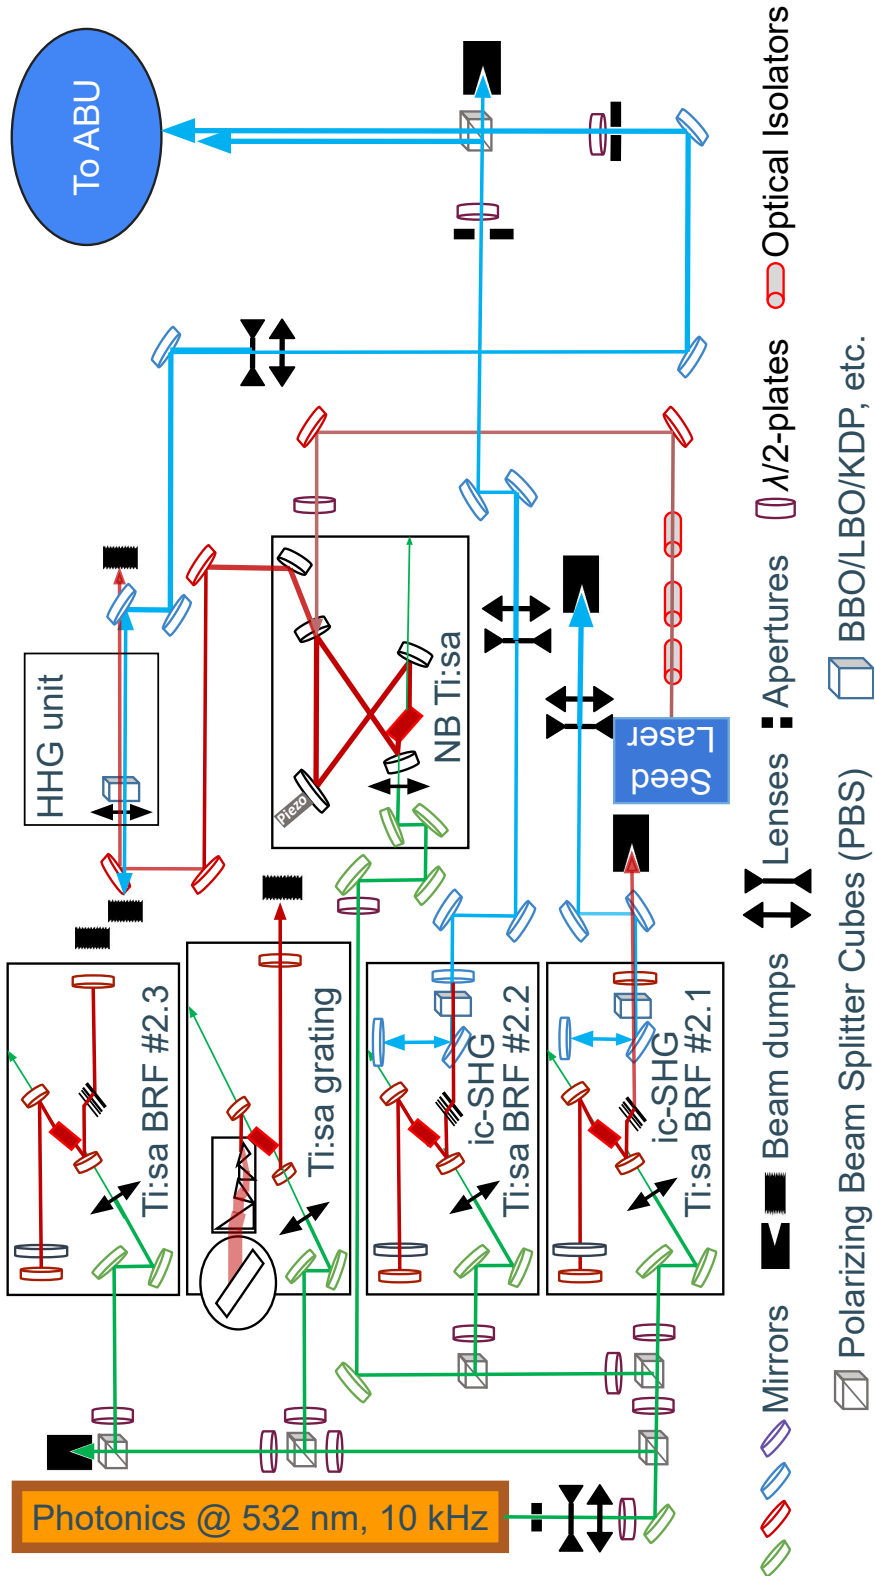 To ABU
HHG unit
Piezo
NB Ti:sa
Seed
Laser
Ti:sa BRF #2.3
Ti:sa grating
ic-SHG
Ti:sa BRF #2.2
ic-SHG
Ti:sa BRF #2.1
Photonics @ 532 nm, 10 kHz
Mirrors
Beam dumps
Lenses
Apertures
λ/2-plates
Optical Isolators
Polarizing Beam Splitter Cubes (PBS)
BBO/LBO/KDP, etc.